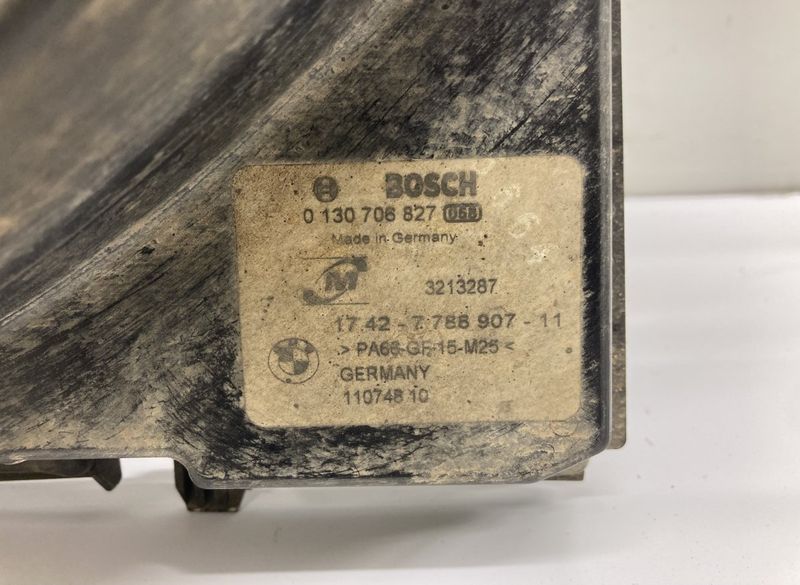 BOSCH
0 130 706 827 068
Made in Germany
M
3213287
17 42 - 7 788 907 - 11
> PA66-GF15-M25 <
GERMANY
110748 10